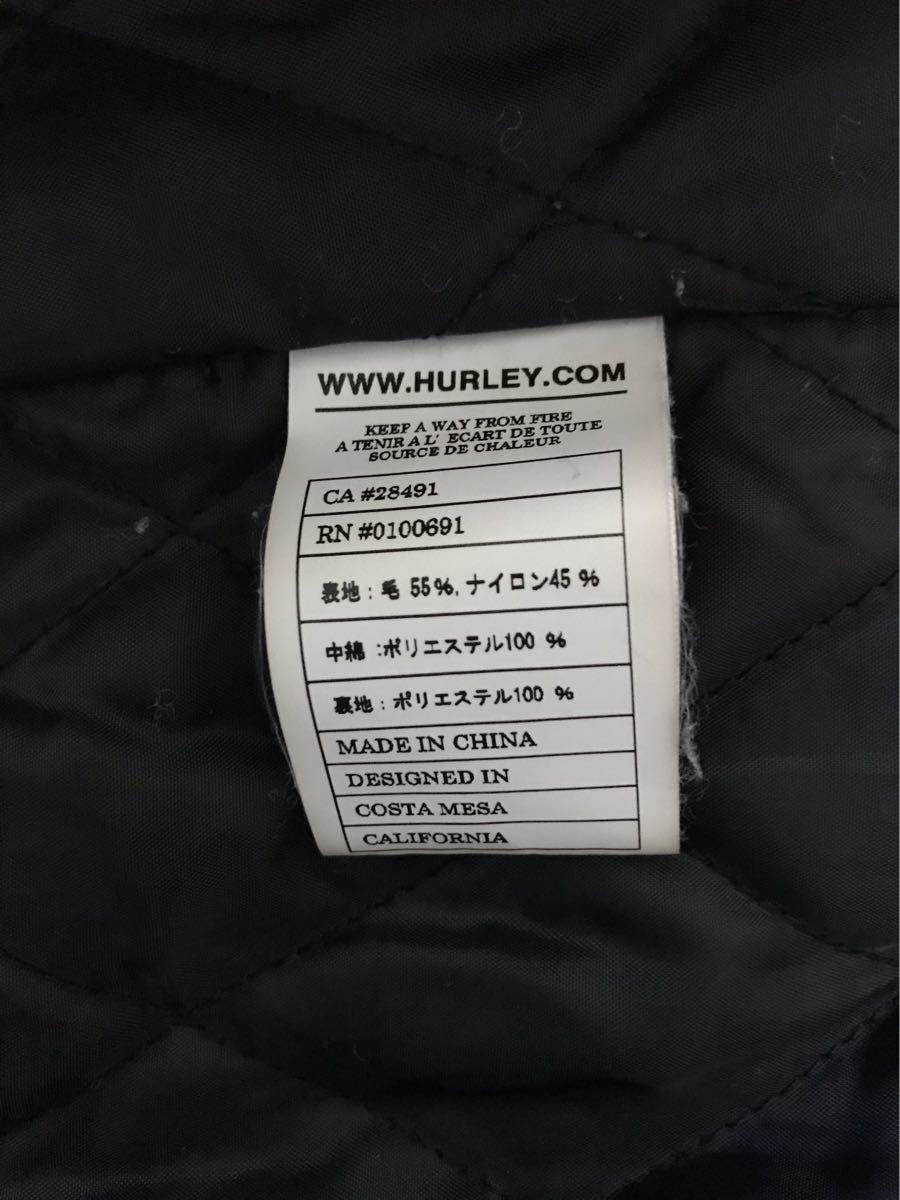 WWW.HURLEY.COM
KEEP A WAY FROM FIRE
A TENIR A L' ECART DE TOUTE
SOURCE DE CHALEUR
CA #28491
RN #0100691
表地 : 毛 55%, ナイロン45 %
中綿 :ポリエステル100 %
裏地 : ポリエステル100 %
MADE IN CHINA
DESIGNED IN
COSTA MESA
CALIFORNIA